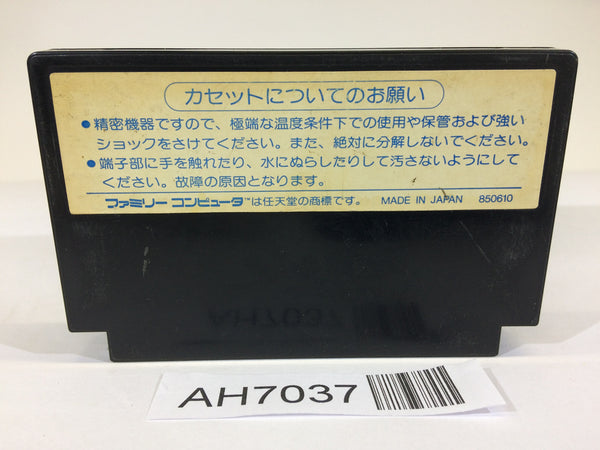 カセットについてのお願い
●精密機器ですので、極端な温度条件下での使用や保管および強い
ショックをさけてください。また、絶対に分解しないでください。
●端子部に手を触れたり、水にぬらしたりして汚さないようにして
ください。故障の原因となります。
ファミリー コンピュータ™は任天堂の商標です。 MADE IN JAPAN 850610
AH7037